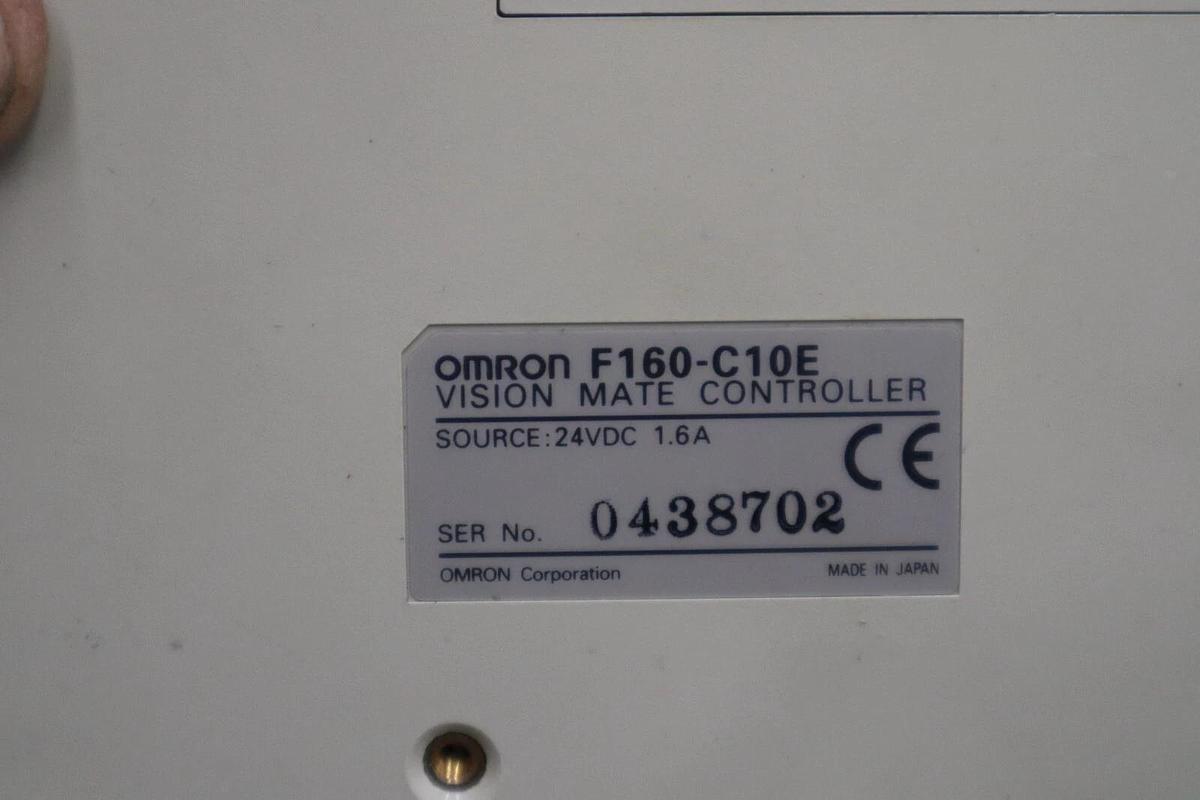 OMRON F160-C10E
VISION MATE CONTROLLER
SOURCE:24VDC 1.6A
CE
SER No. 0438702
OMRON Corporation MADE IN JAPAN